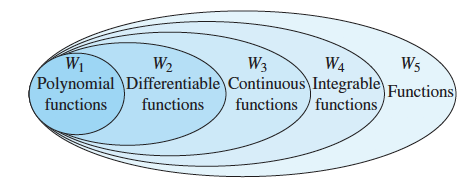 W1 W2 W3 W4 W5
Polynomial Differentiable Continuous Integrable Functions
functions functions functions functions